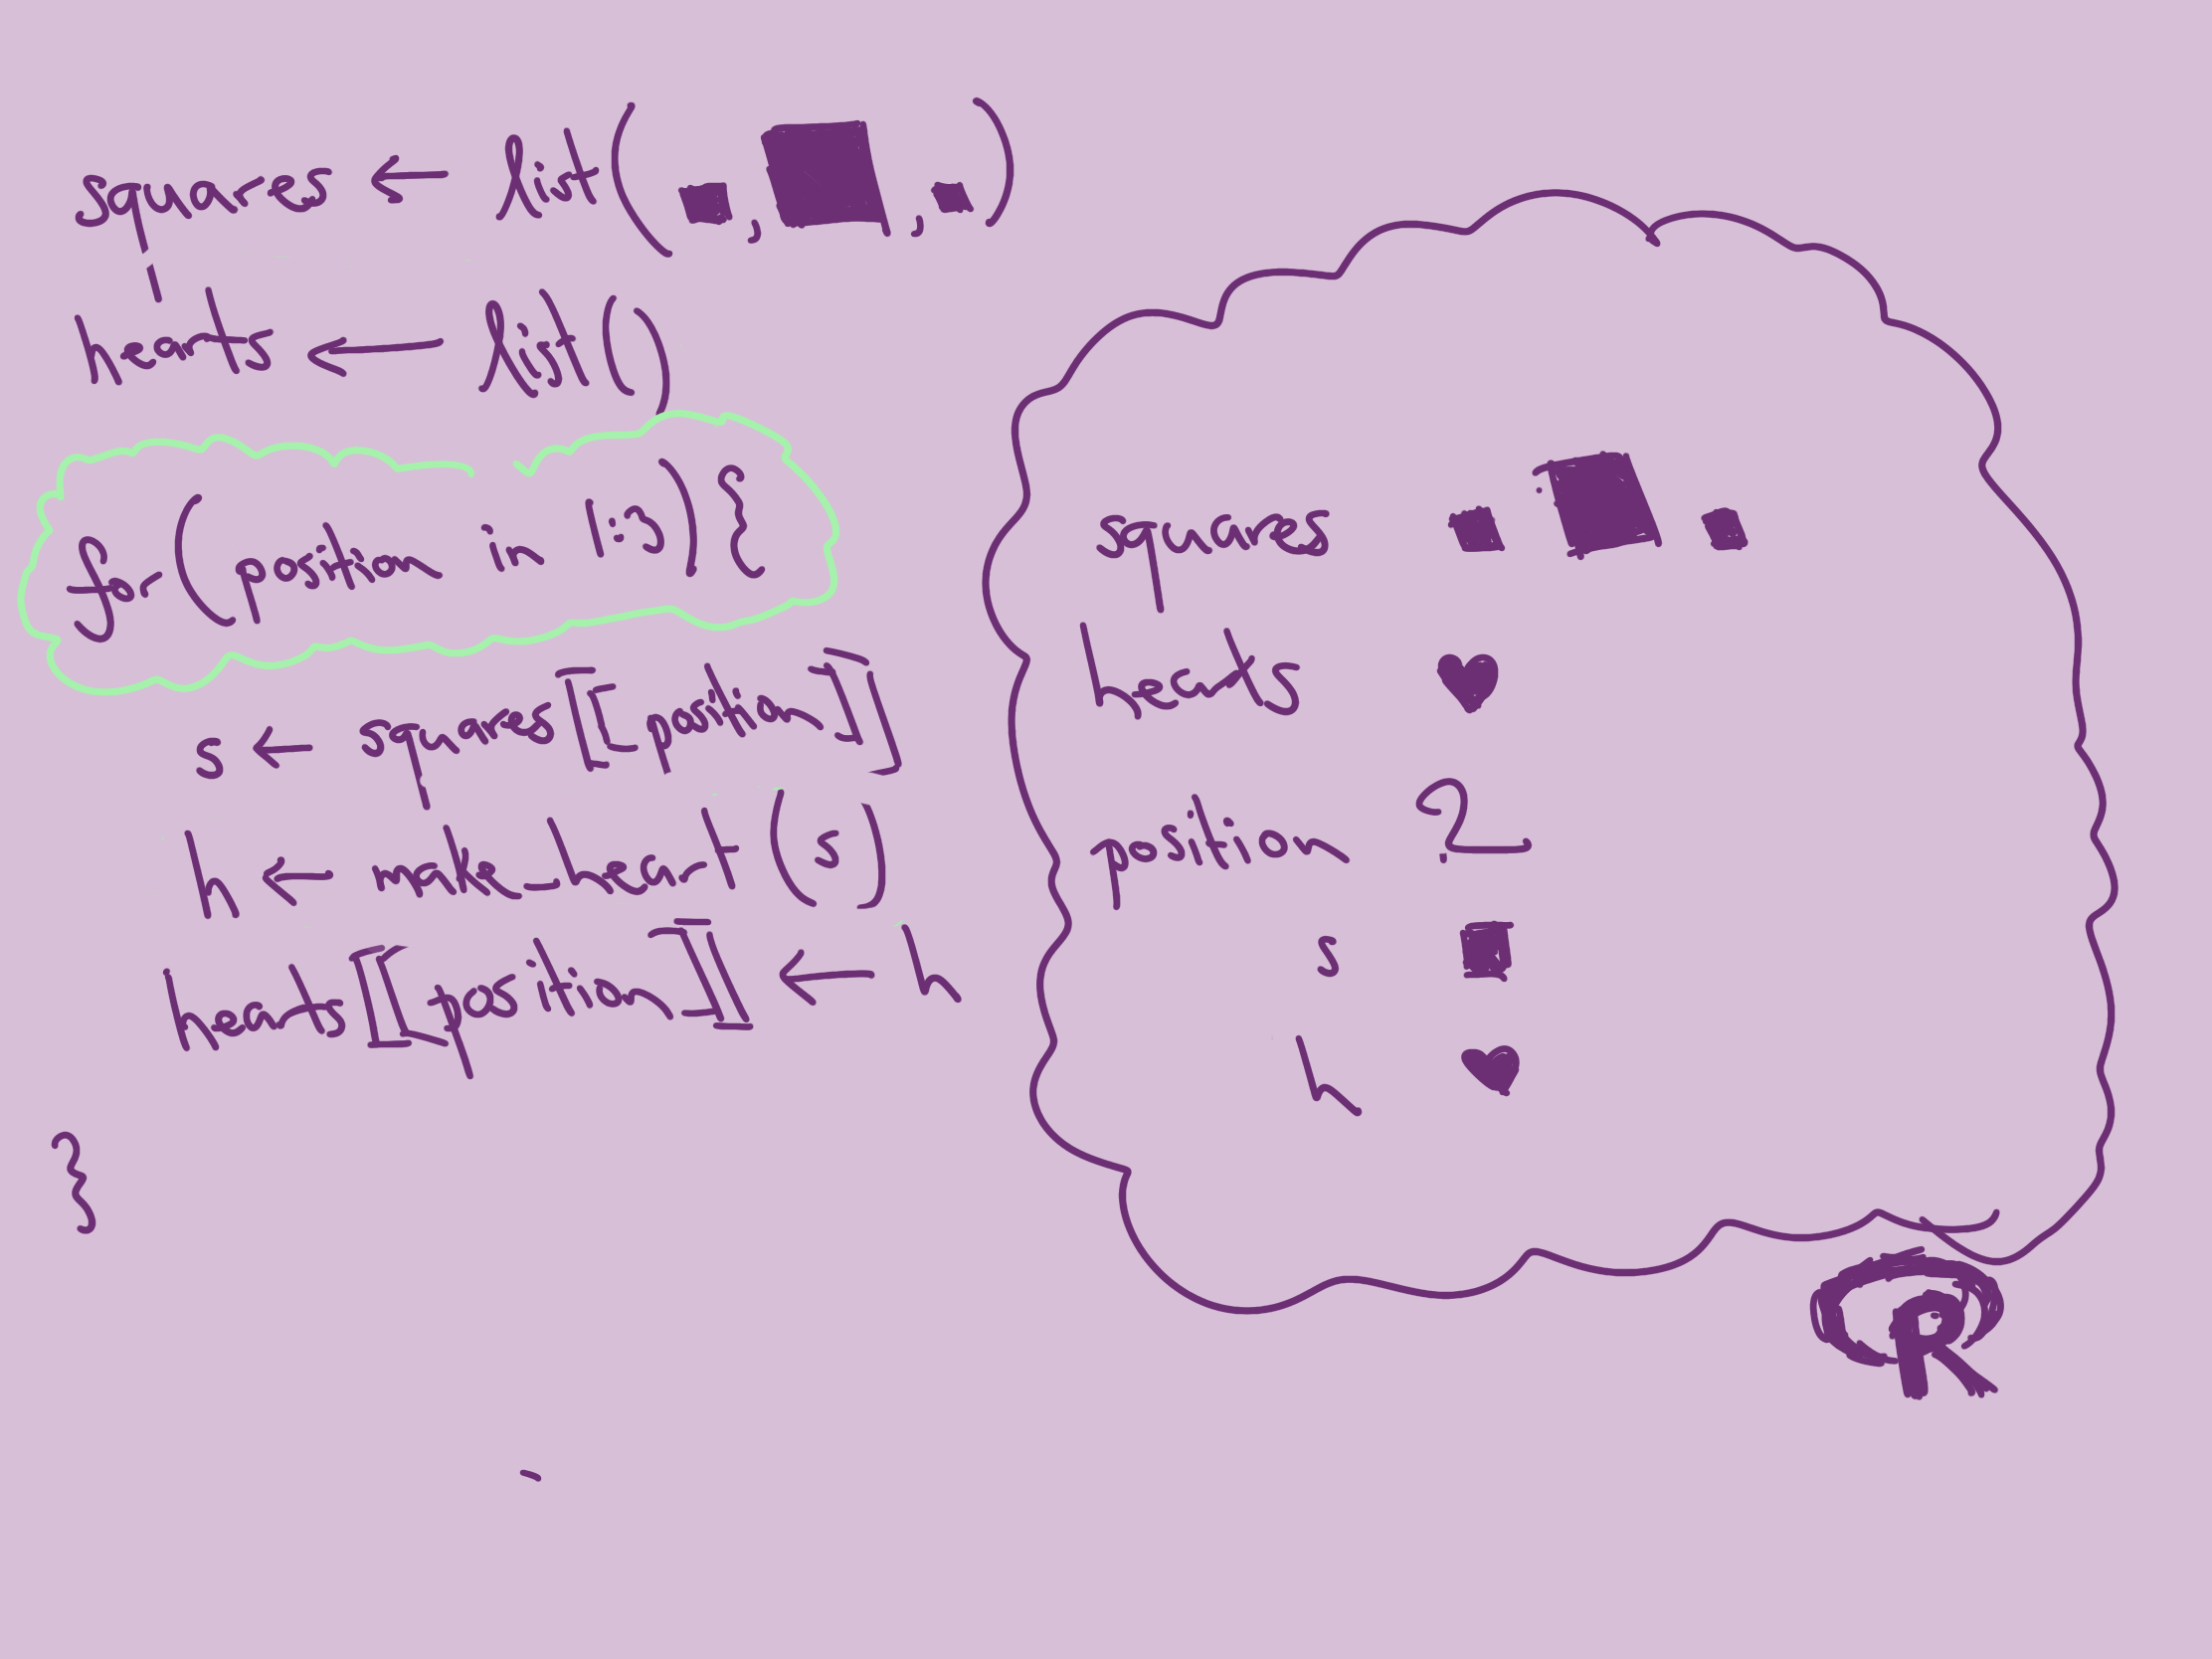 squares ← list( , , )
hearts ← list()
for (position in 1:3) {
s ← squares[[position]]
h ← make_heart(s)
hearts[[position]] ← h
}
squares
hearts
position 2
s
h
R